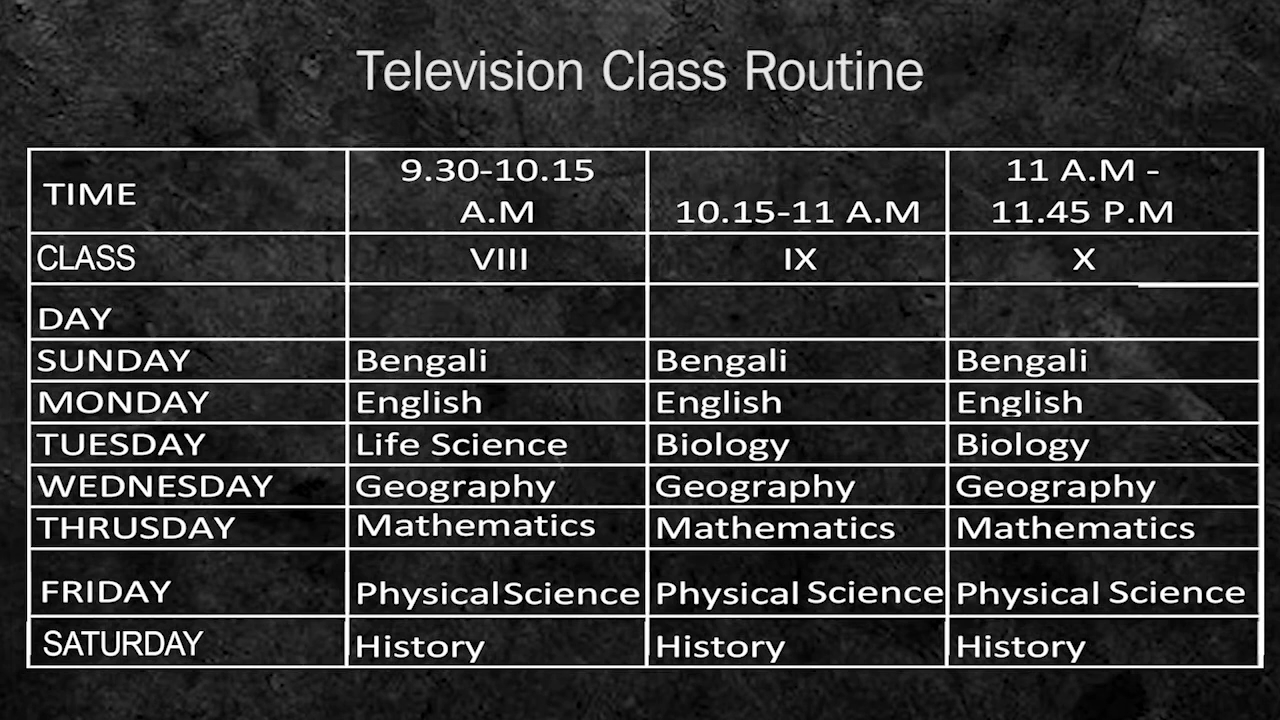 Television Class Routine
TIME 9.30-10.15 A.M 10.15-11 A.M 11 A.M - 11.45 P.M
CLASS VIII IX X
DAY
SUNDAY Bengali Bengali Bengali
MONDAY English English English
TUESDAY Life Science Biology Biology
WEDNESDAY Geography Geography Geography
THRUSDAY Mathematics Mathematics Mathematics
FRIDAY Physical Science Physical Science Physical Science
SATURDAY History History History